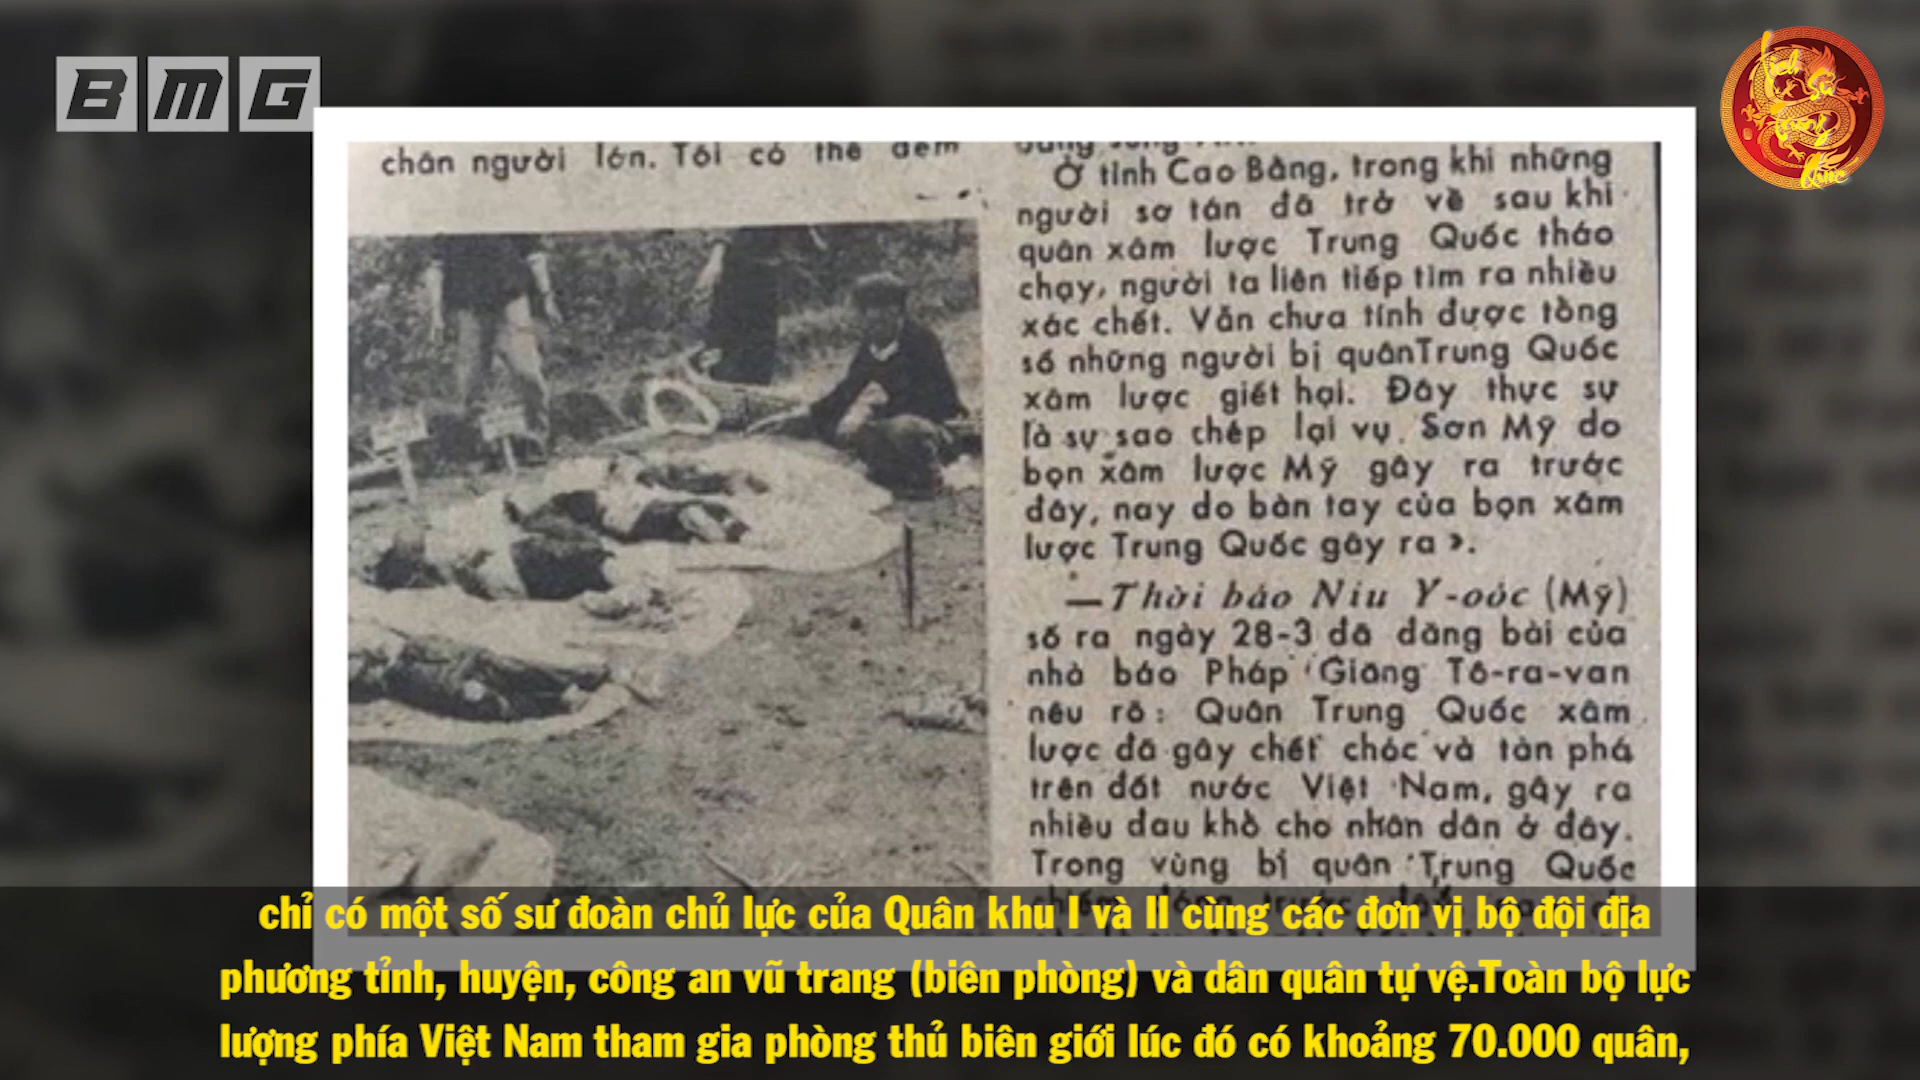 BMG
Lịch Sử Trung Quốc
chân người lớn. Tôi có thể đem
Ở tỉnh Cao Bằng, trong khi những
người sơ tán đã trở về sau khi
quân xâm lược Trung Quốc tháo
chạy, người ta liên tiếp tìm ra nhiều
xác chết. Vẫn chưa tính được tổng
số những người bị quân Trung Quốc
xâm lược giết hại. Đây thực sự
là sự sao chép lại vụ Sơn Mỹ do
bọn xâm lược Mỹ gây ra trước
đây, nay do bàn tay của bọn xâm
lược Trung Quốc gây ra ».
— Thời báo Niu Y-oóc (Mỹ)
số ra ngày 28-3 đã đăng bài của
nhà báo Pháp Giăng Tô-ra-van
nêu rõ: Quân Trung Quốc xâm
lược đã gây chết chóc và tàn phá
trên đất nước Việt Nam, gây ra
nhiều đau khổ cho nhân dân ở đây.
Trong vùng bị quân Trung Quốc
chỉ có một số sư đoàn chủ lực của Quân khu I và II cùng các đơn vị bộ đội địa
phương tỉnh, huyện, công an vũ trang (biên phòng) và dân quân tự vệ.Toàn bộ lực
lượng phía Việt Nam tham gia phòng thủ biên giới lúc đó có khoảng 70.000 quân,